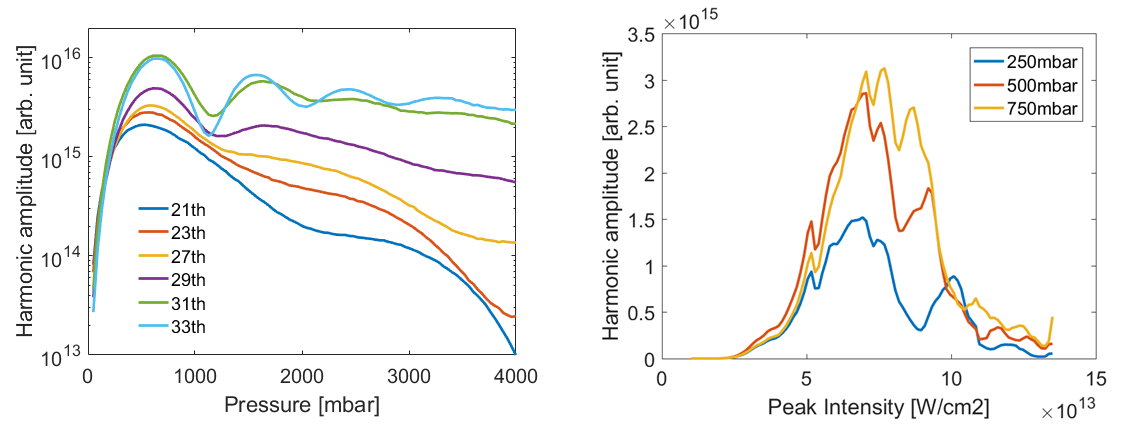 Harmonic amplitude [arb. unit]
10^16
10^15
10^14
10^13
21th
23th
27th
29th
31th
33th
0
1000
2000
3000
4000
Pressure [mbar]
×10^15
Harmonic amplitude [arb. unit]
3.5
3
2.5
2
1.5
1
0.5
0
250mbar
500mbar
750mbar
0
5
10
15
Peak Intensity [W/cm2]
×10^13